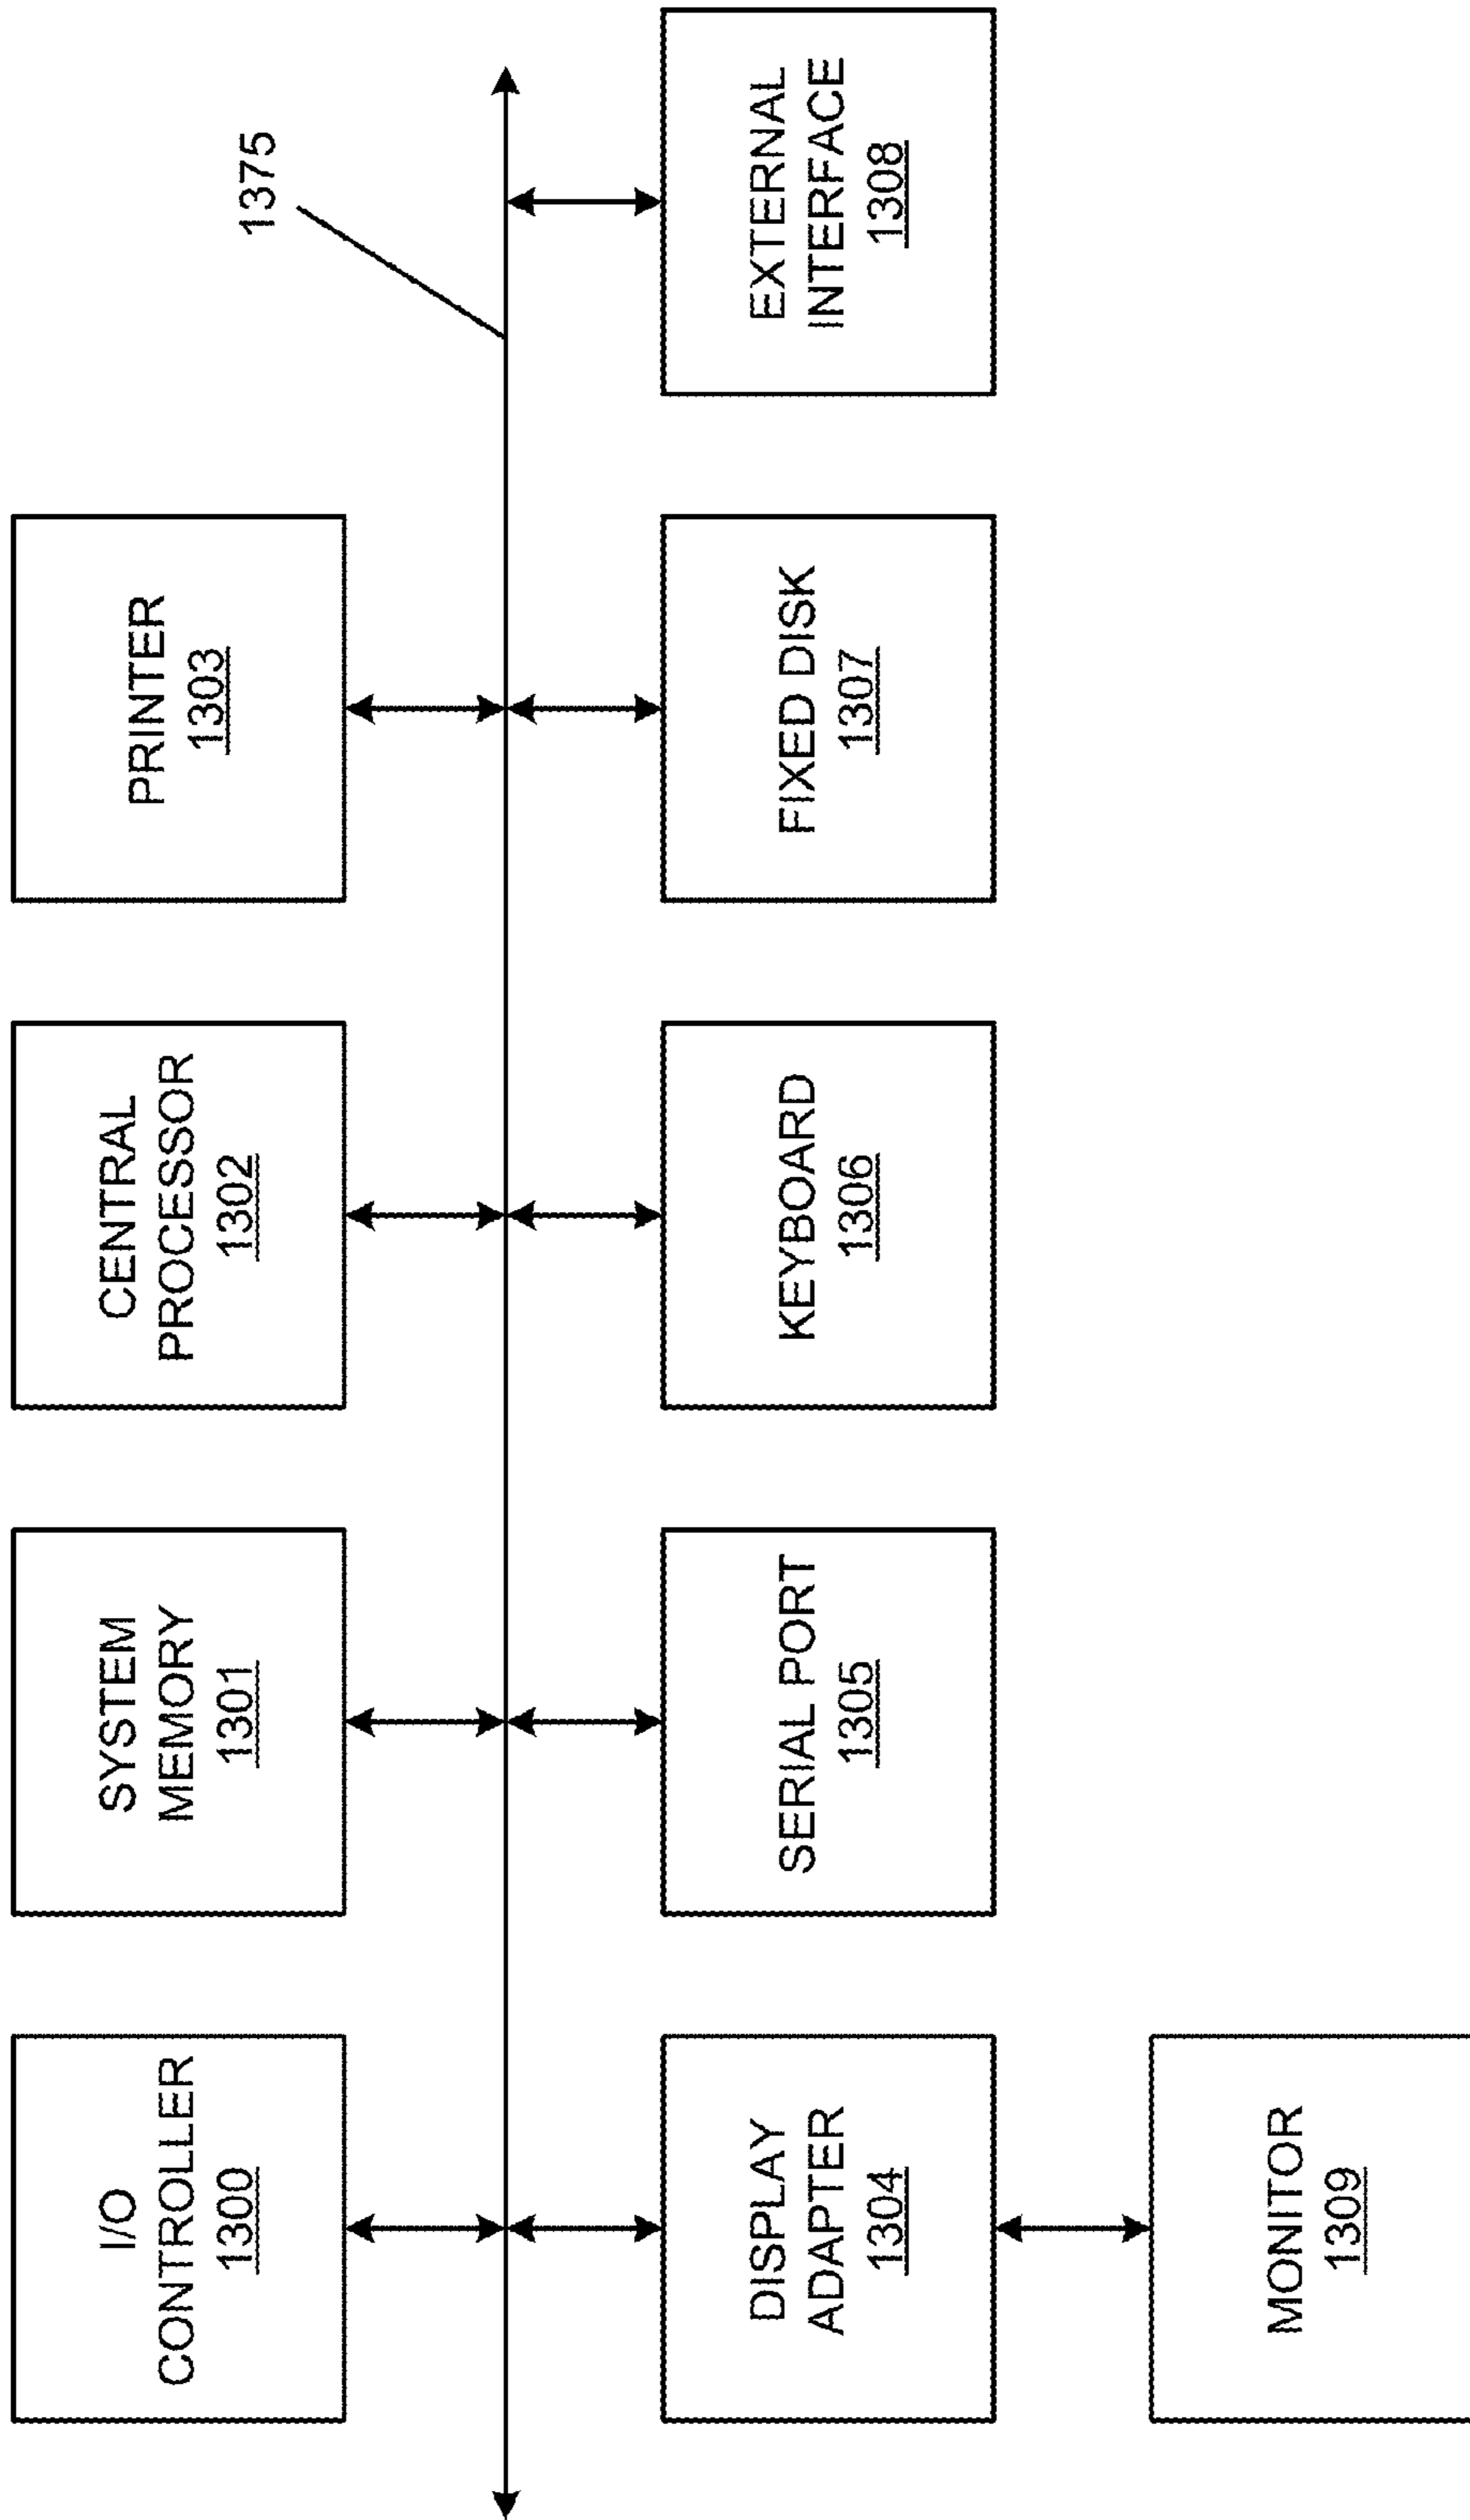 I/O
CONTROLLER
1300
SYSTEM
MEMORY
1301
CENTRAL
PROCESSOR
1302
PRINTER
1303
1375
DISPLAY
ADAPTER
1304
SERIAL PORT
1305
KEYBOARD
1306
FIXED DISK
1307
EXTERNAL
INTERFACE
1308
MONITOR
1309